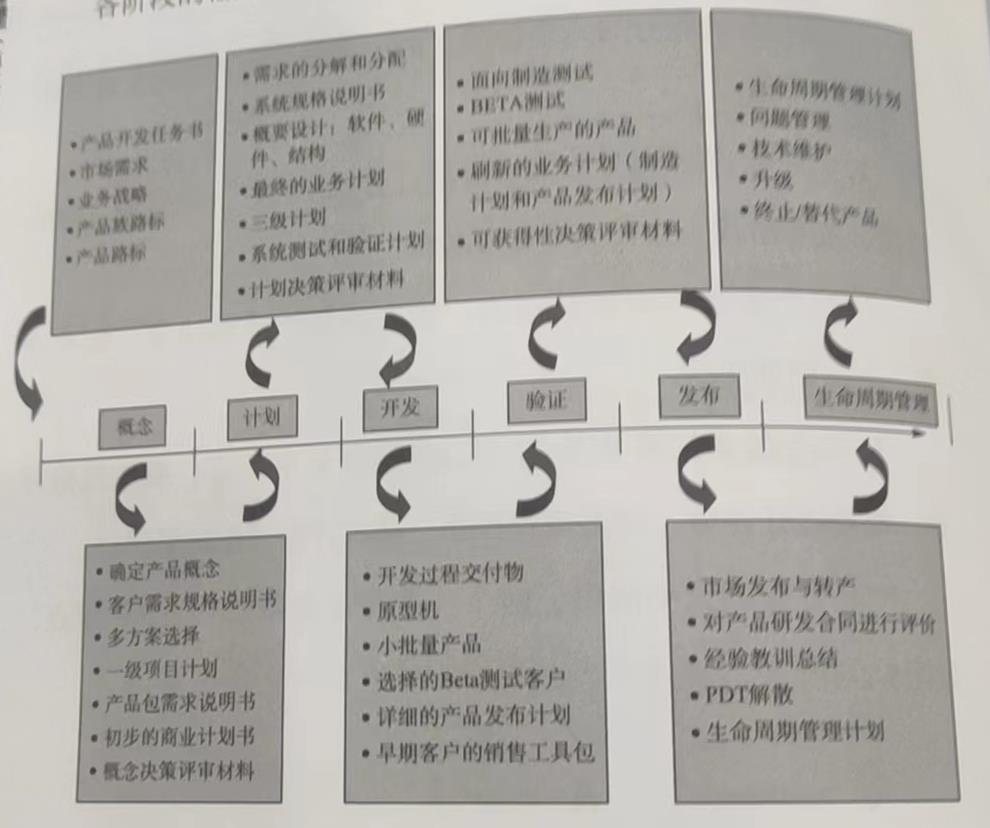 各阶段的
• 产品开发任务书
• 市场需求
• 业务战略
• 产品族路标
• 产品路标
• 需求的分解和分配
• 系统规格说明书
• 概要设计：软件、硬
件、结构
• 最终的业务计划
• 三级计划
• 系统测试和验证计划
• 计划决策评审材料
• 面向制造测试
• BETA测试
• 可批量生产的产品
• 刷新的业务计划（制造
计划和产品发布计划）
• 可获得性决策评审材料
• 生命周期管理计划
• 问题管理
• 技术维护
• 升级
• 终止/替代产品
概念
计划
开发
验证
发布
生命周期管理
• 确定产品概念
• 客户需求规格说明书
• 多方案选择
• 一级项目计划
• 产品包需求说明书
• 初步的商业计划书
• 概念决策评审材料
• 开发过程交付物
• 原型机
• 小批量产品
• 选择的Beta测试客户
• 详细的产品发布计划
• 早期客户的销售工具包
• 市场发布与转产
• 对产品研发合同进行评价
• 经验教训总结
• PDT解散
• 生命周期管理计划